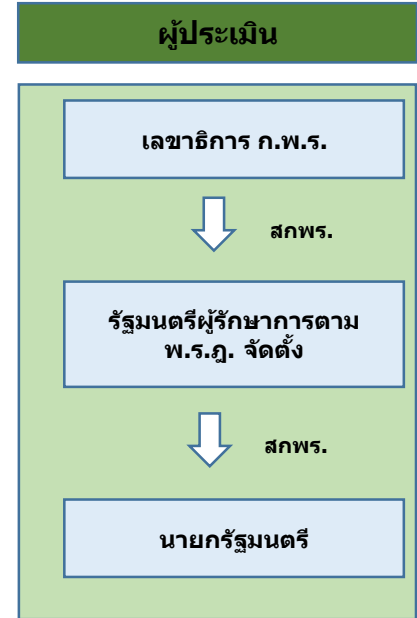 ผู้ประเมิน
เลขาธิการ ก.พ.ร.
สกพร.
รัฐมนตรีผู้รักษาการตาม
พ.ร.ฎ. จัดตั้ง
สกพร.
นายกรัฐมนตรี